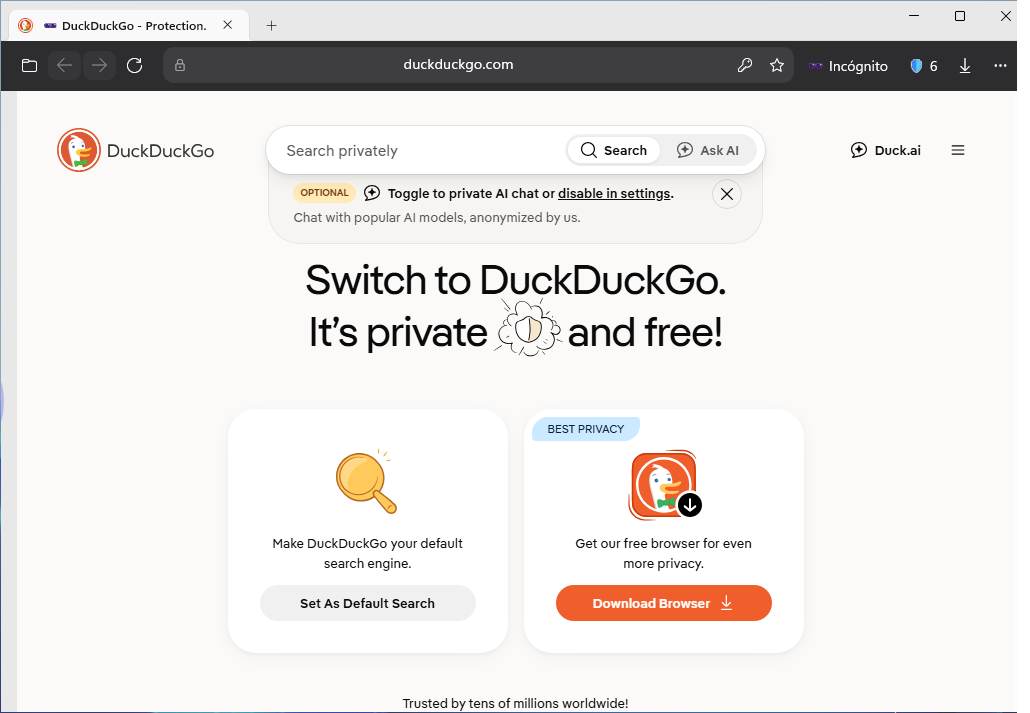 DuckDuckGo - Protection.
duckduckgo.com
Incógnito
6
DuckDuckGo
Search privately
Search
Ask AI
Duck.ai
OPTIONAL
Toggle to private AI chat or disable in settings.
Chat with popular AI models, anonymized by us.
Switch to DuckDuckGo.
It's private and free!
Make DuckDuckGo your default
search engine.
Set As Default Search
BEST PRIVACY
Get our free browser for even
more privacy.
Download Browser
Trusted by tens of millions worldwide!